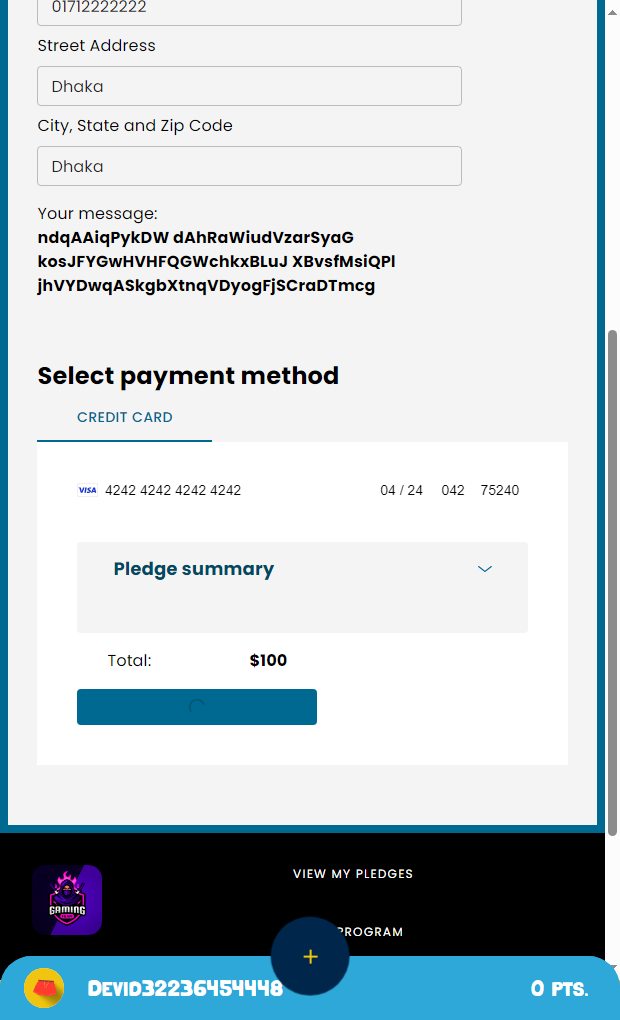 01712222222
Street Address
Dhaka
City, State and Zip Code
Dhaka
Your message:
ndqAAiqPykDW dAhRaWiudVzarSyaG
kosJFYGwHVHFQGWchkxBLuJ XBvsfMsiQPl
jhVYDwqASkgbXtnqVDyogFjSCraDTmcg
Select payment method
CREDIT CARD
VISA 4242 4242 4242 4242 04 / 24 042 75240
Pledge summary
Total: $100
VIEW MY PLEDGES
GAMING
PROGRAM
+
Devid32236454448 0 PTS.